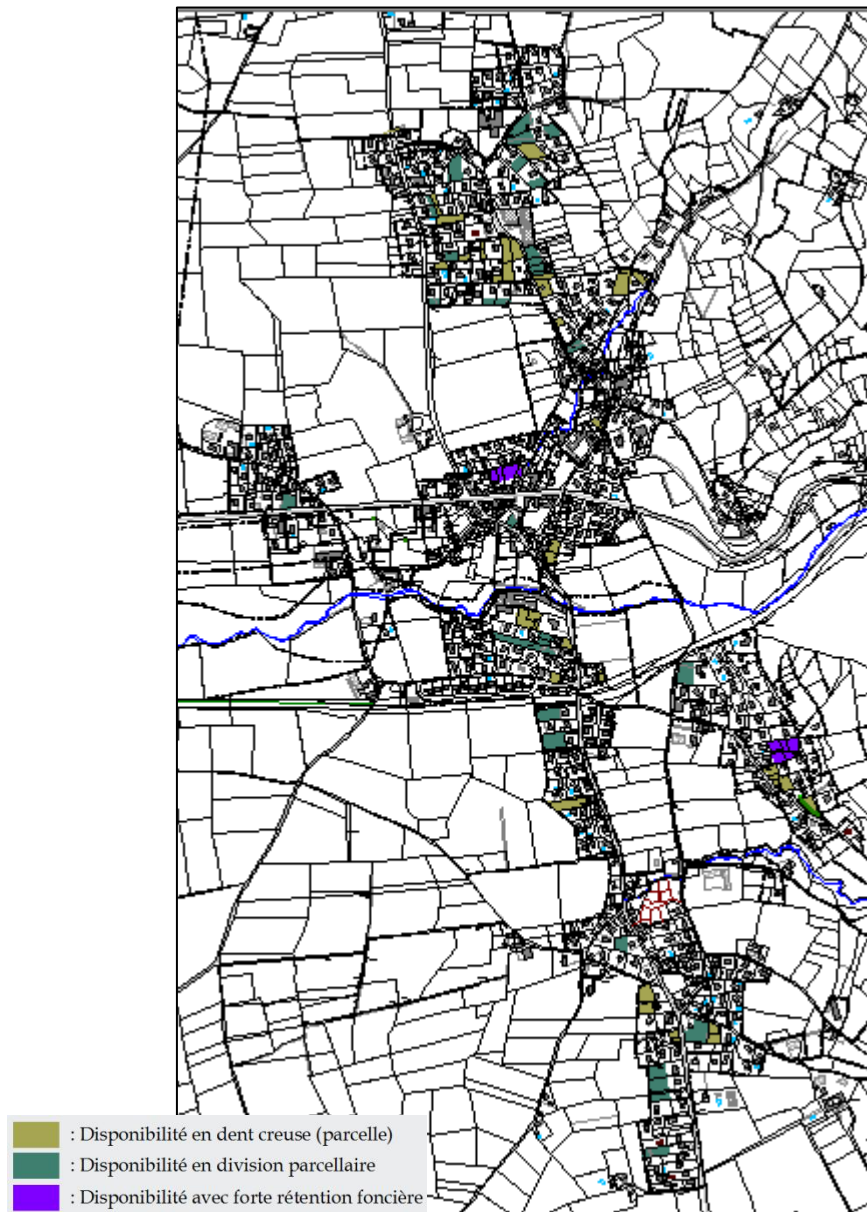 : Disponibilité en dent creuse (parcelle)
: Disponibilité en division parcellaire
: Disponibilité avec forte rétention foncière